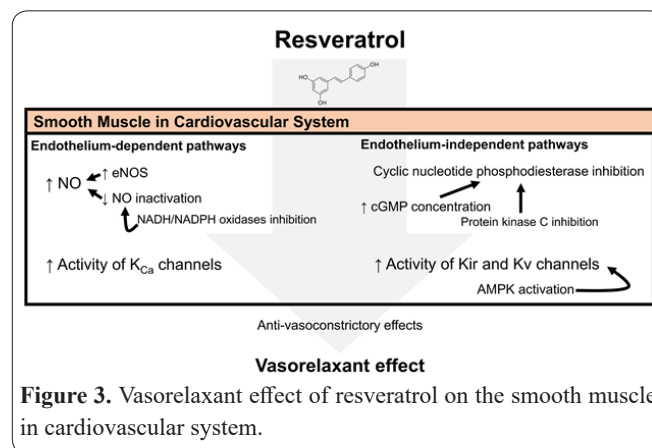 Resveratrol
HO
OH
OH
Smooth Muscle in Cardiovascular System
Endothelium-dependent pathways
↑ NO
↑ eNOS
↓ NO inactivation
NADH/NADPH oxidases inhibition
↑ Activity of KCa channels
Endothelium-independent pathways
Cyclic nucleotide phosphodiesterase inhibition
↑ cGMP concentration
Protein kinase C inhibition
↑ Activity of Kir and Kv channels
AMPK activation
Anti-vasoconstrictory effects
Vasorelaxant effect
Figure 3. Vasorelaxant effect of resveratrol on the smooth muscle
in cardiovascular system.